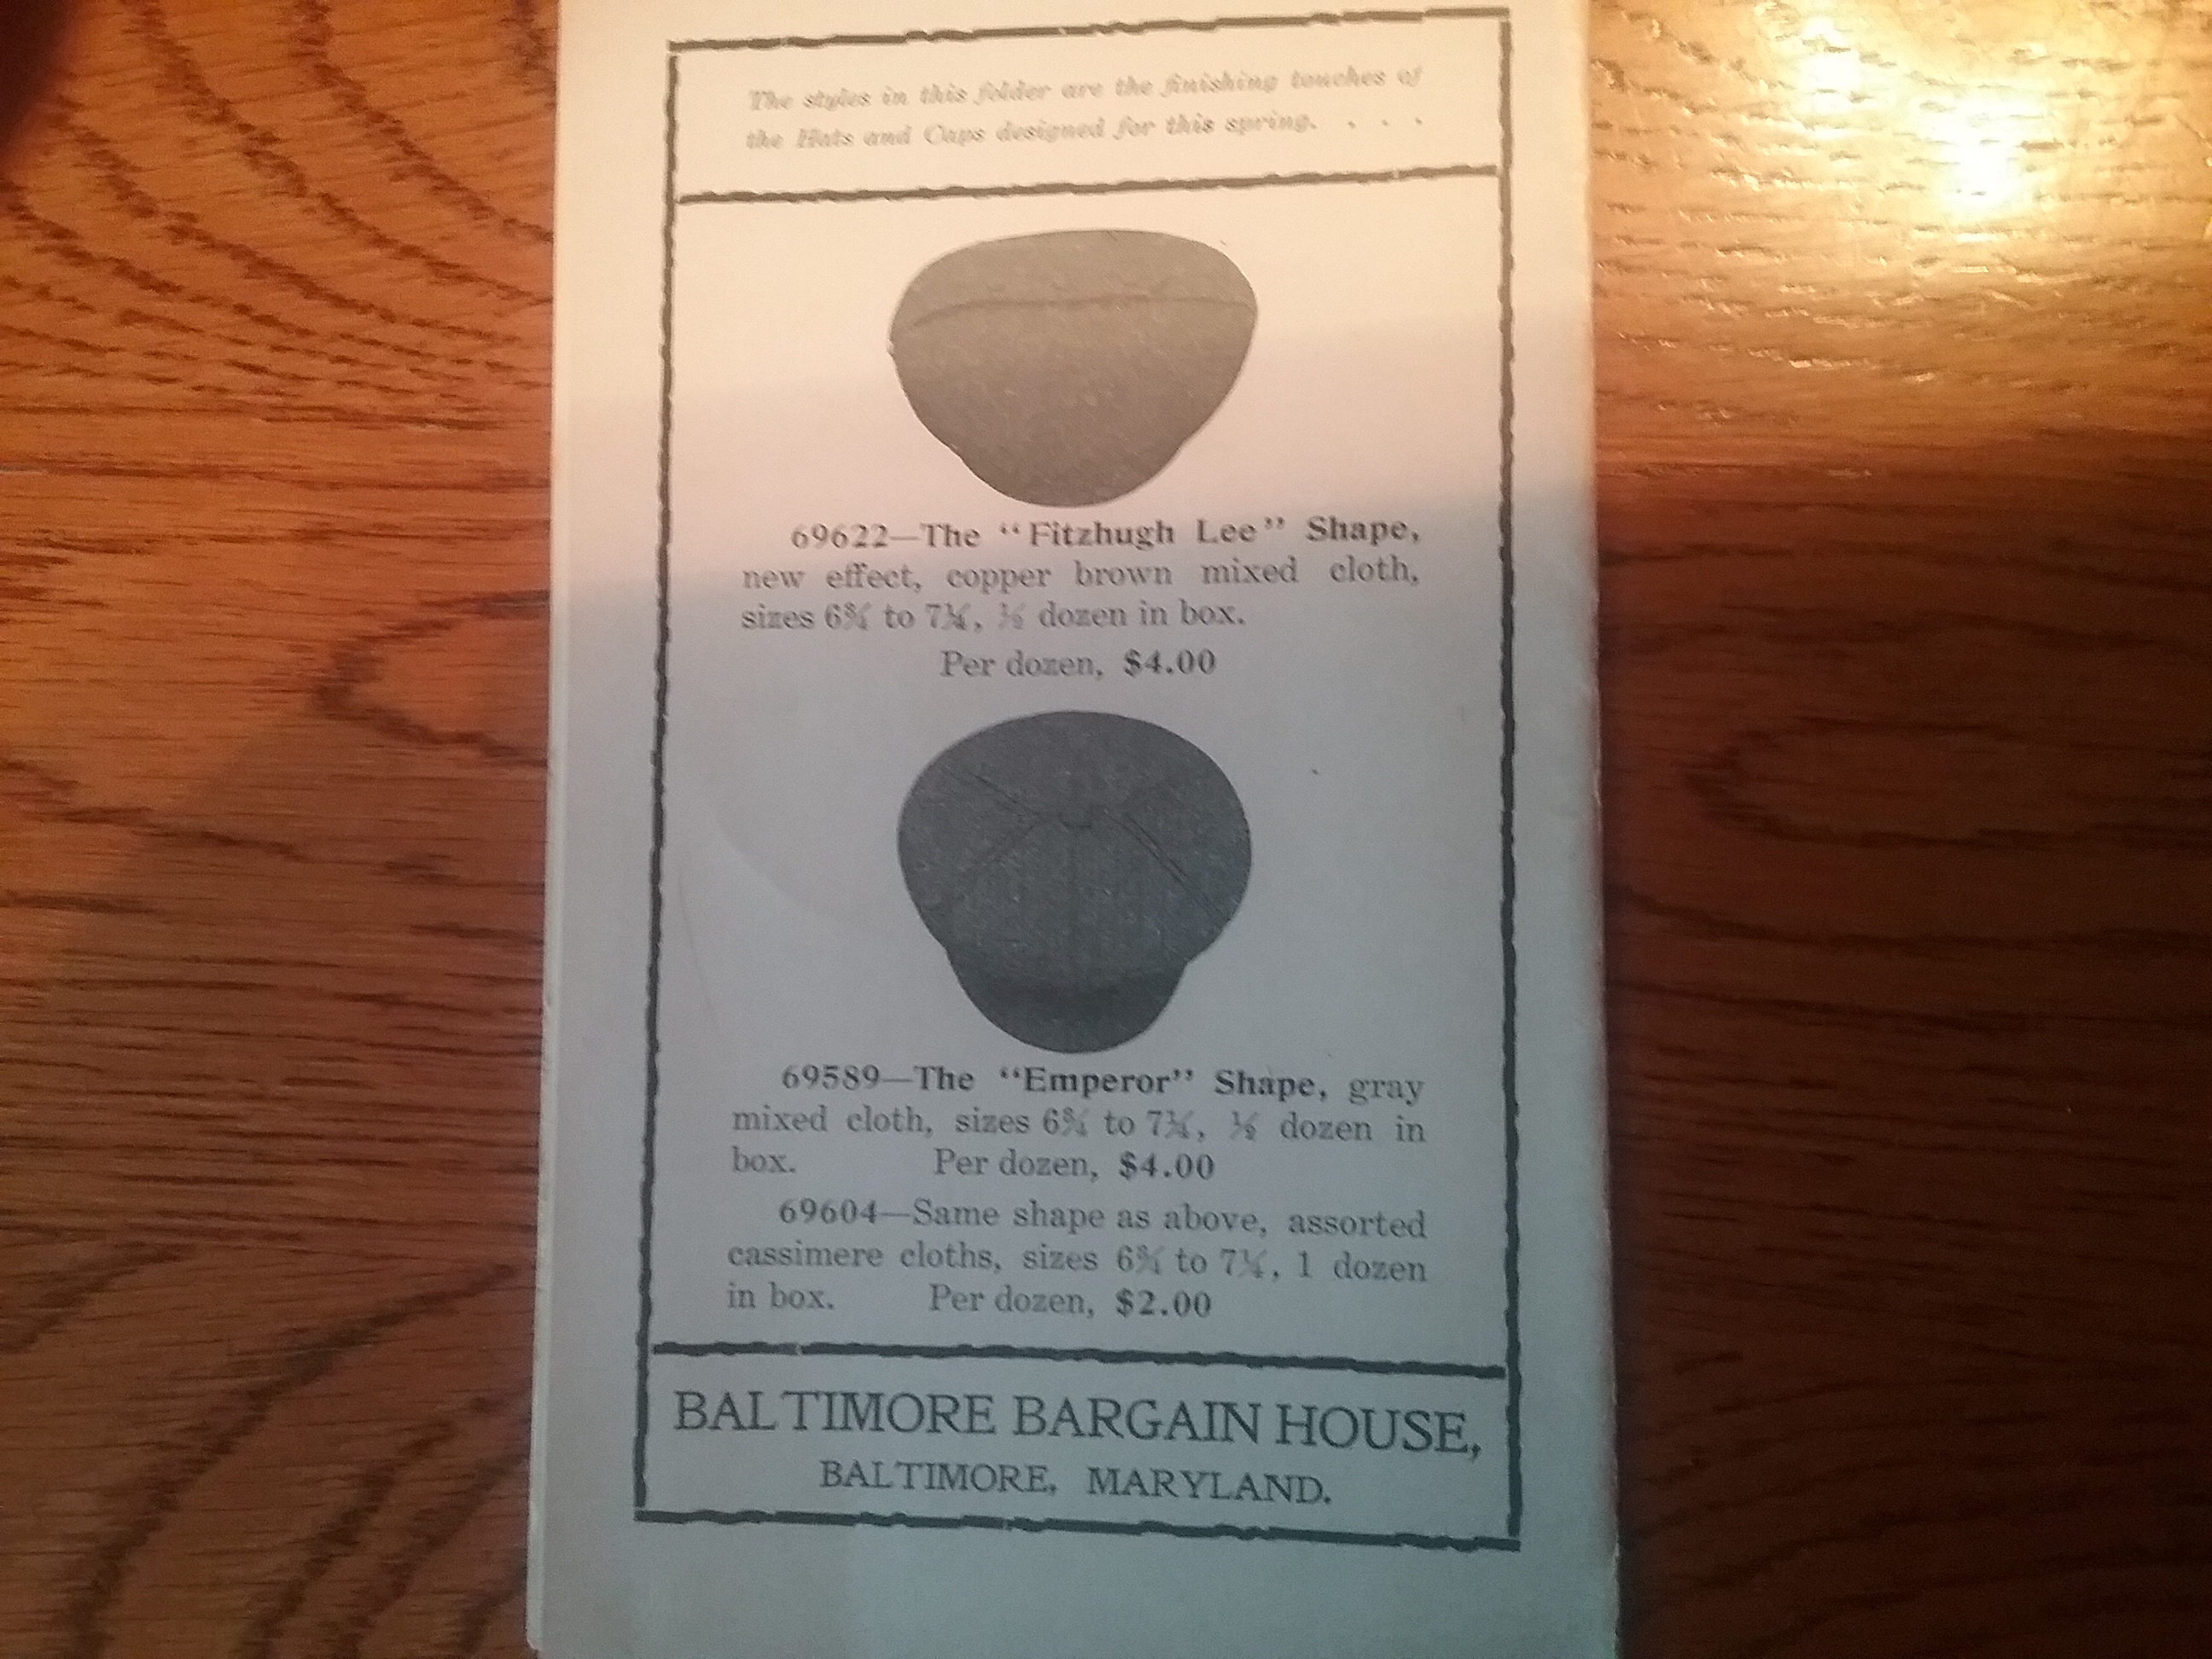 The styles in this folder are the finishing touches of
the Hats and Caps designed for this spring. . . .
69622—The “Fitzhugh Lee” Shape,
new effect, copper brown mixed cloth,
sizes 6¾ to 7¼, ½ dozen in box.
Per dozen, $4.00
69589—The “Emperor” Shape, gray
mixed cloth, sizes 6¾ to 7¼, ½ dozen in
box. Per dozen, $4.00
69604—Same shape as above, assorted
cassimere cloths, sizes 6¾ to 7¼, 1 dozen
in box. Per dozen, $2.00
BALTIMORE BARGAIN HOUSE,
BALTIMORE, MARYLAND.